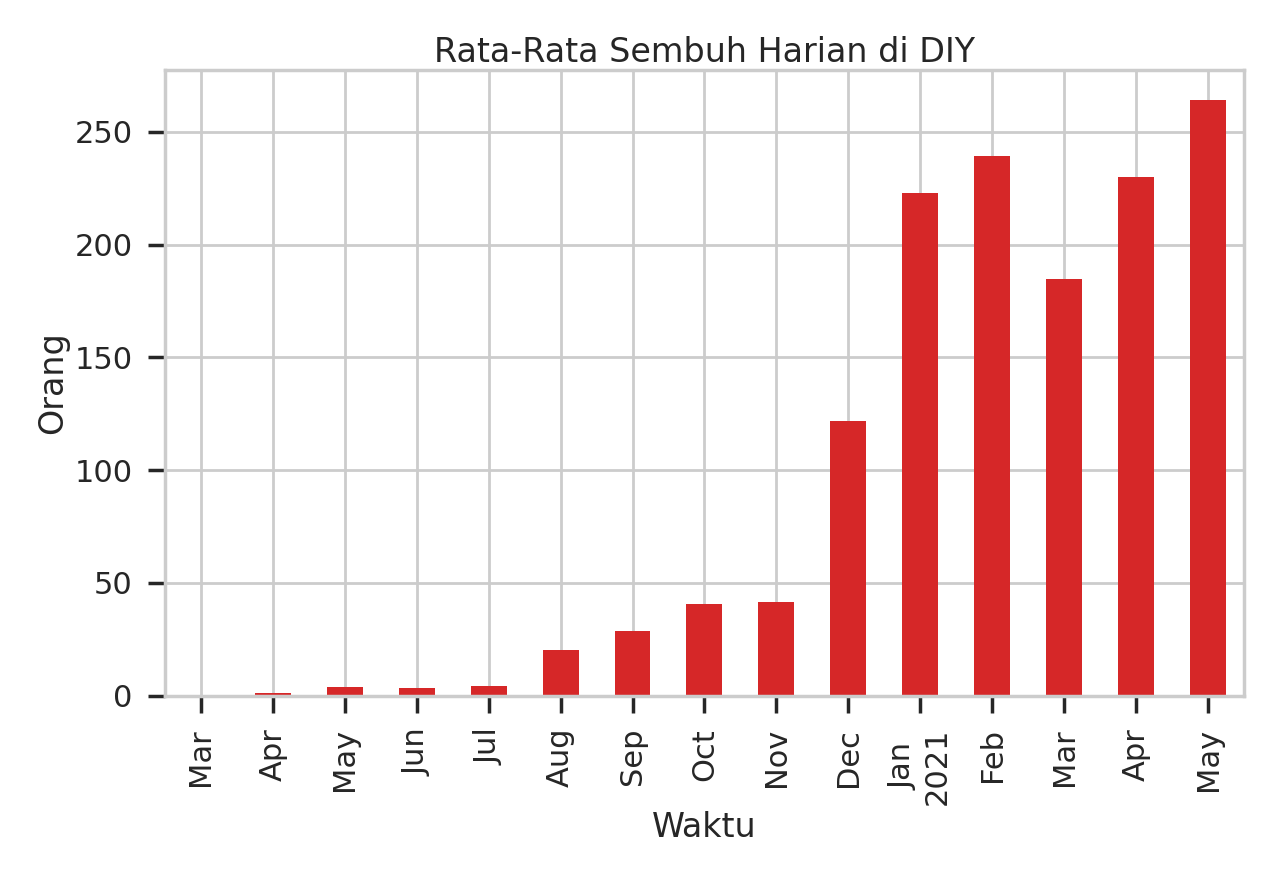 Rata-Rata Sembuh Harian di DIY
250
200
150
100
50
0
Orang
Mar
Apr
May
Jun
Jul
Aug
Sep
Oct
Nov
Dec
Jan
2021
Feb
Mar
Apr
May
Waktu